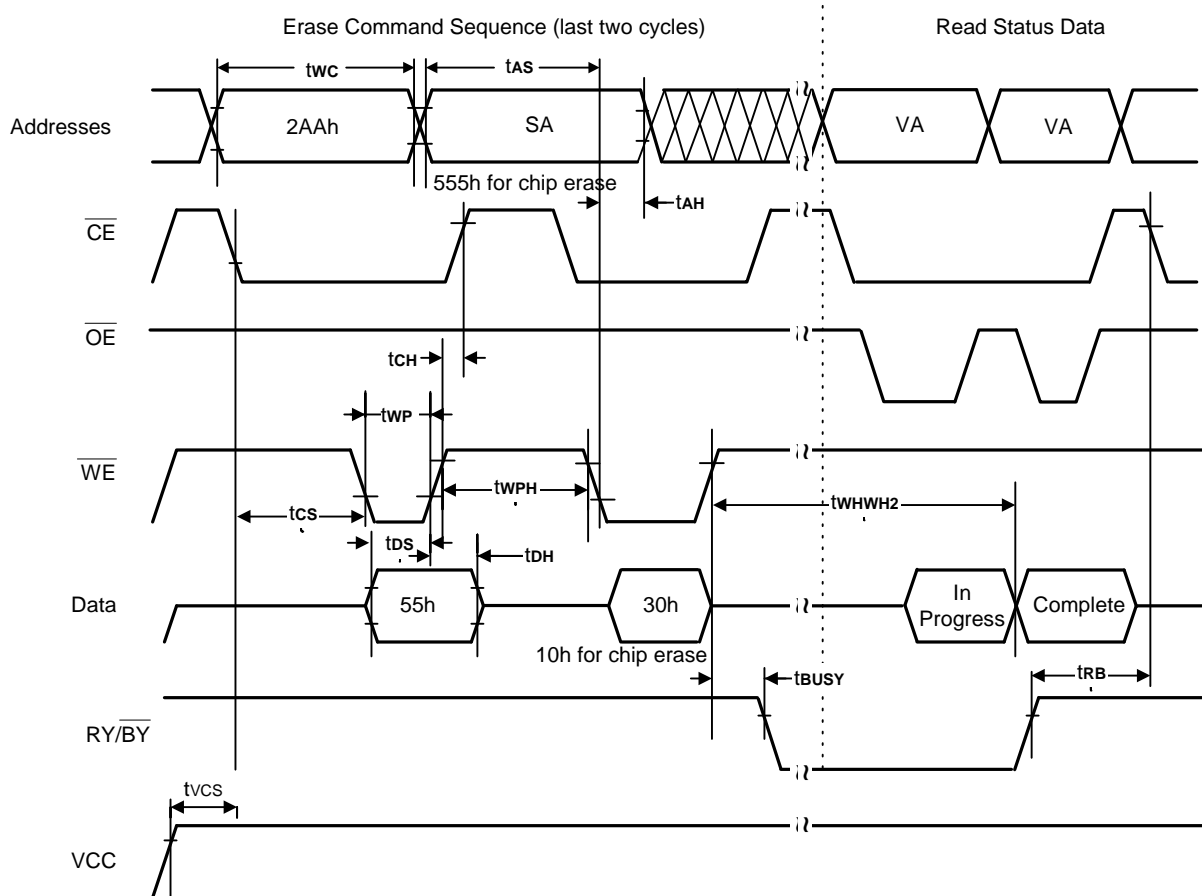 Erase Command Sequence (last two cycles)
Read Status Data
tWC
tAS
Addresses
2AAh
SA
VA
VA
555h for chip erase
tAH
CE
OE
tCH
tWP
WE
tWPH
tCS
tWHWH2
tDS
tDH
Data
55h
30h
In
Progress
Complete
10h for chip erase
tBUSY
tRB
RY/BY
tVCS
VCC